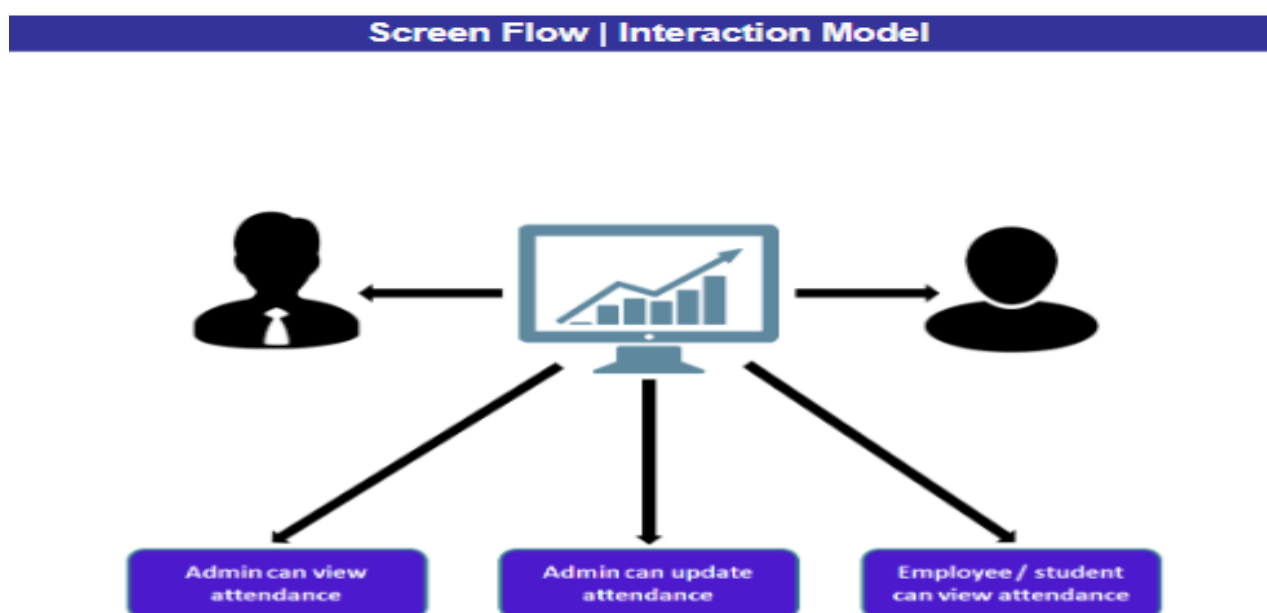 Screen Flow | Interaction Model
Admin can view
attendance
Admin can update
attendance
Employee / student
can view attendance